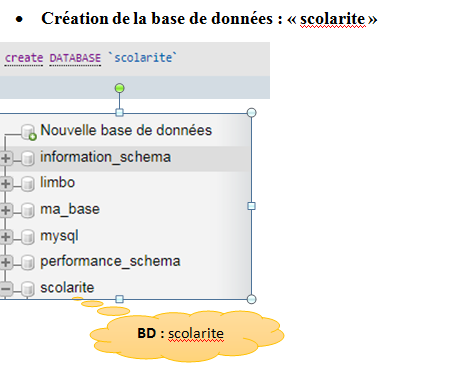 • Création de la base de données : « scolarite »
create DATABASE `scolarite`
Nouvelle base de données
information_schema
limbo
ma_base
mysql
performance_schema
scolarite
BD : scolarite